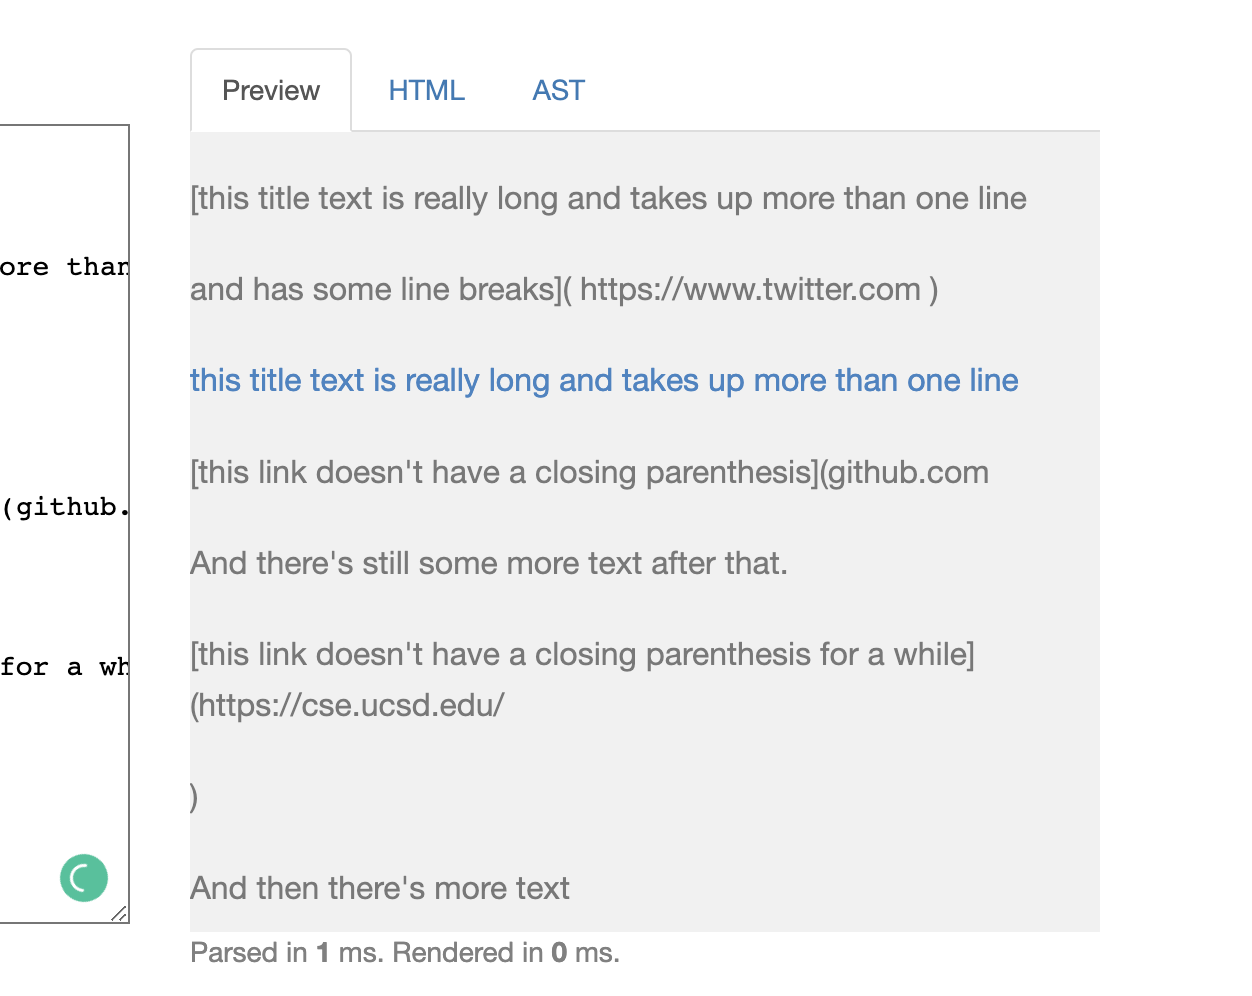 Preview HTML AST
ore than
(github.
for a wh
[this title text is really long and takes up more than one line
and has some line breaks]( https://www.twitter.com )
this title text is really long and takes up more than one line
[this link doesn't have a closing parenthesis](github.com
And there's still some more text after that.
[this link doesn't have a closing parenthesis for a while]
(https://cse.ucsd.edu/
)
And then there's more text
Parsed in 1 ms. Rendered in 0 ms.